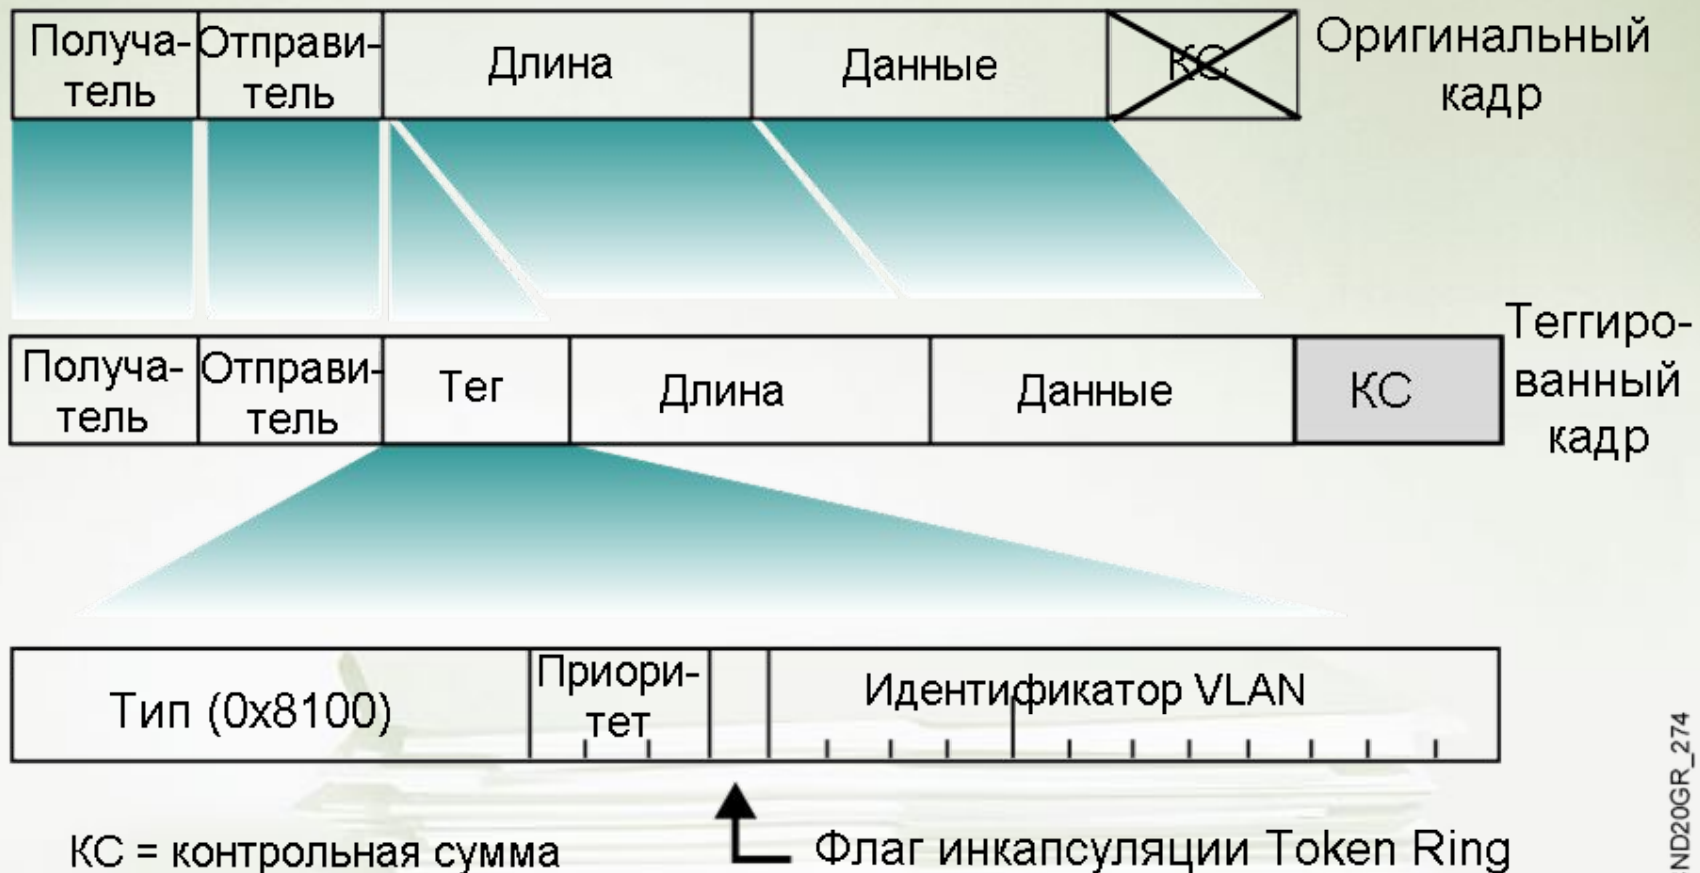 Получа-
тель
Отправи-
тель
Длина
Данные
КС
Оригинальный
кадр
Получа-
тель
Отправи-
тель
Тег
Длина
Данные
КС
Теггиро-
ванный
кадр
Тип (0x8100)
Приори-
тет
Идентификатор VLAN
КС = контрольная сумма
Флаг инкапсуляции Token Ring
ND20GR_274